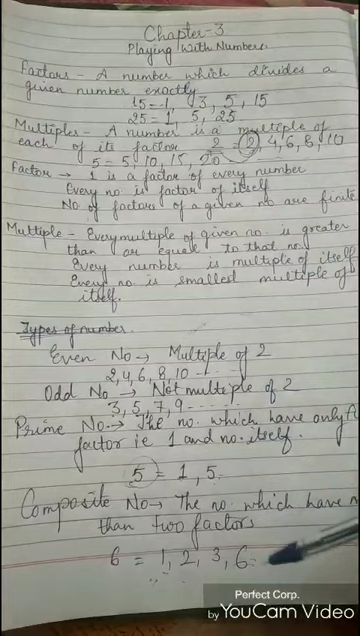 Chapter-3
Playing With Numbers.
Factors - A number which divides a
given number exactly
15 = 1, 3, 5, 15
25 = 1, 5, 25
Multiples - A number is a multiple of
each of its factor
2 = 2, 4, 6, 8, 10
5 = 5, 10, 15, 20
Factor → 1 is a factor of every number
Every no. is factor of itself
No of factors of a given no are finite
Multiple - Every multiple of given no. is greater
than or equal to that no.
Every number is multiple of itself
Every no. is smalled multiple of
itself.
Types of number.
Even No → Multiple of 2
2, 4, 6, 8, 10 ---
Odd No → Not multiple of 2
3, 5, 7, 9 ----
Prime No. → The no. which have only
factor ie. 1 and no. itself.
5 = 1, 5.
Composite No → The no. which have
than two factors
6 = 1, 2, 3, 6
Perfect Corp.
by YouCam Video